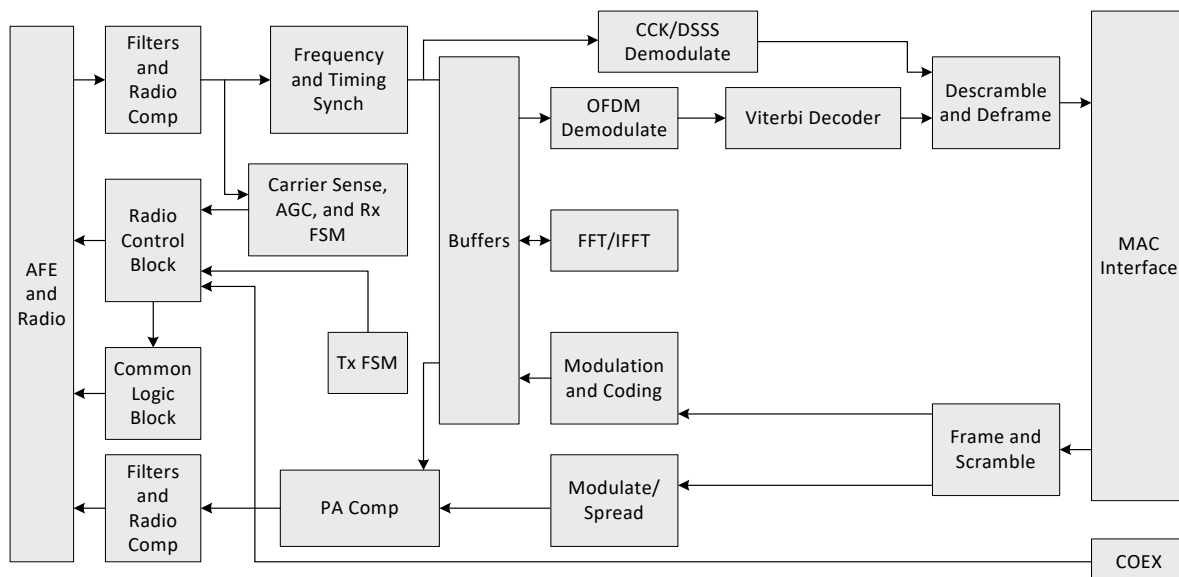 Filters
and
Radio
Comp
Frequency
and Timing
Synch
CCK/DSSS
Demodulate
OFDM
Demodulate
Viterbi Decoder
Descramble
and Deframe
Carrier Sense,
AGC, and Rx
FSM
Radio
Control
Block
Buffers
FFT/IFFT
MAC
Interface
AFE
and
Radio
Tx FSM
Common
Logic
Block
Modulation
and Coding
Frame and
Scramble
Filters
and
Radio
Comp
PA Comp
Modulate/
Spread
COEX